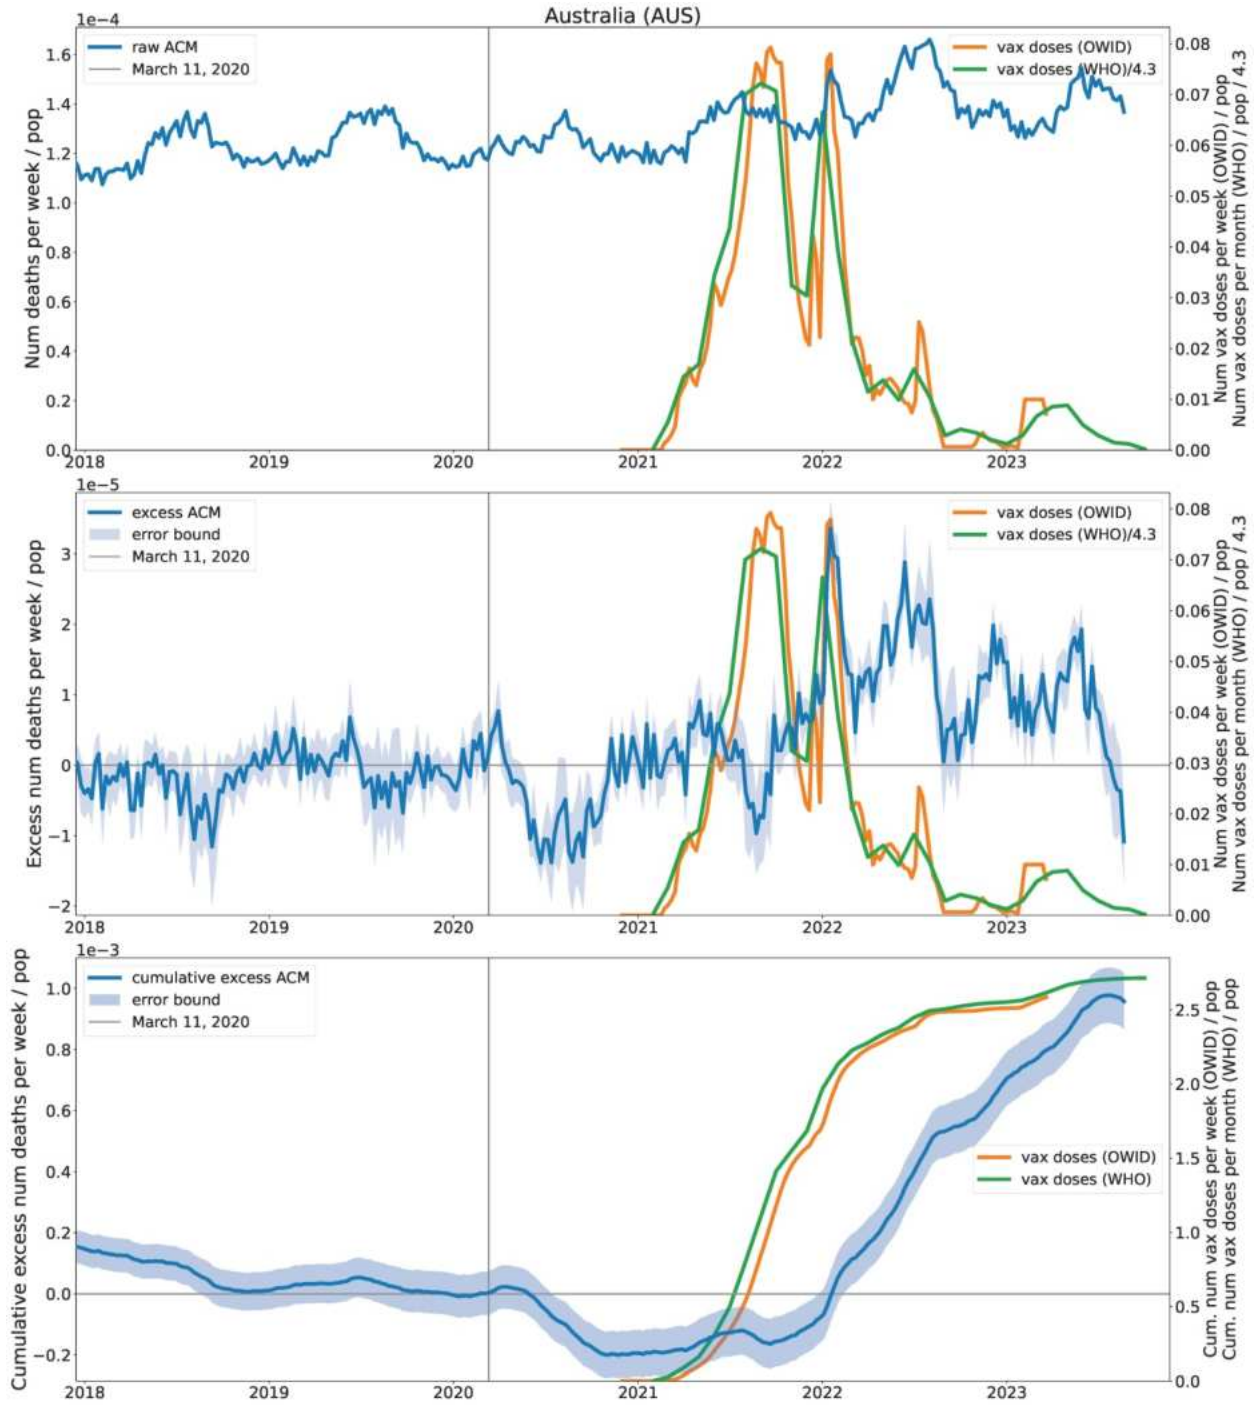 Australia (AUS)
1e−4
raw ACM
March 11, 2020
vax doses (OWID)
vax doses (WHO)/4.3
Num deaths per week / pop
1.6
1.4
1.2
1.0
0.8
0.6
0.4
0.2
0.0
0.08
0.07
0.06
0.05
0.04
0.03
0.02
0.01
0.00
Num vax doses per week (OWID) / pop
Num vax doses per month (WHO) / pop / 4.3
2018 2019 2020 2021 2022 2023
1e−5
excess ACM
error bound
March 11, 2020
vax doses (OWID)
vax doses (WHO)/4.3
Excess num deaths per week / pop
3
2
1
0
−1
−2
0.08
0.07
0.06
0.05
0.04
0.03
0.02
0.01
0.00
Num vax doses per week (OWID) / pop
Num vax doses per month (WHO) / pop / 4.3
2018 2019 2020 2021 2022 2023
1e−3
cumulative excess ACM
error bound
March 11, 2020
Cumulative excess num deaths per week / pop
1.0
0.8
0.6
0.4
0.2
0.0
−0.2
vax doses (OWID)
vax doses (WHO)
2.5
2.0
1.5
1.0
0.5
0.0
Cum. num vax doses per week (OWID) / pop
Cum. num vax doses per month (WHO) / pop
2018 2019 2020 2021 2022 2023